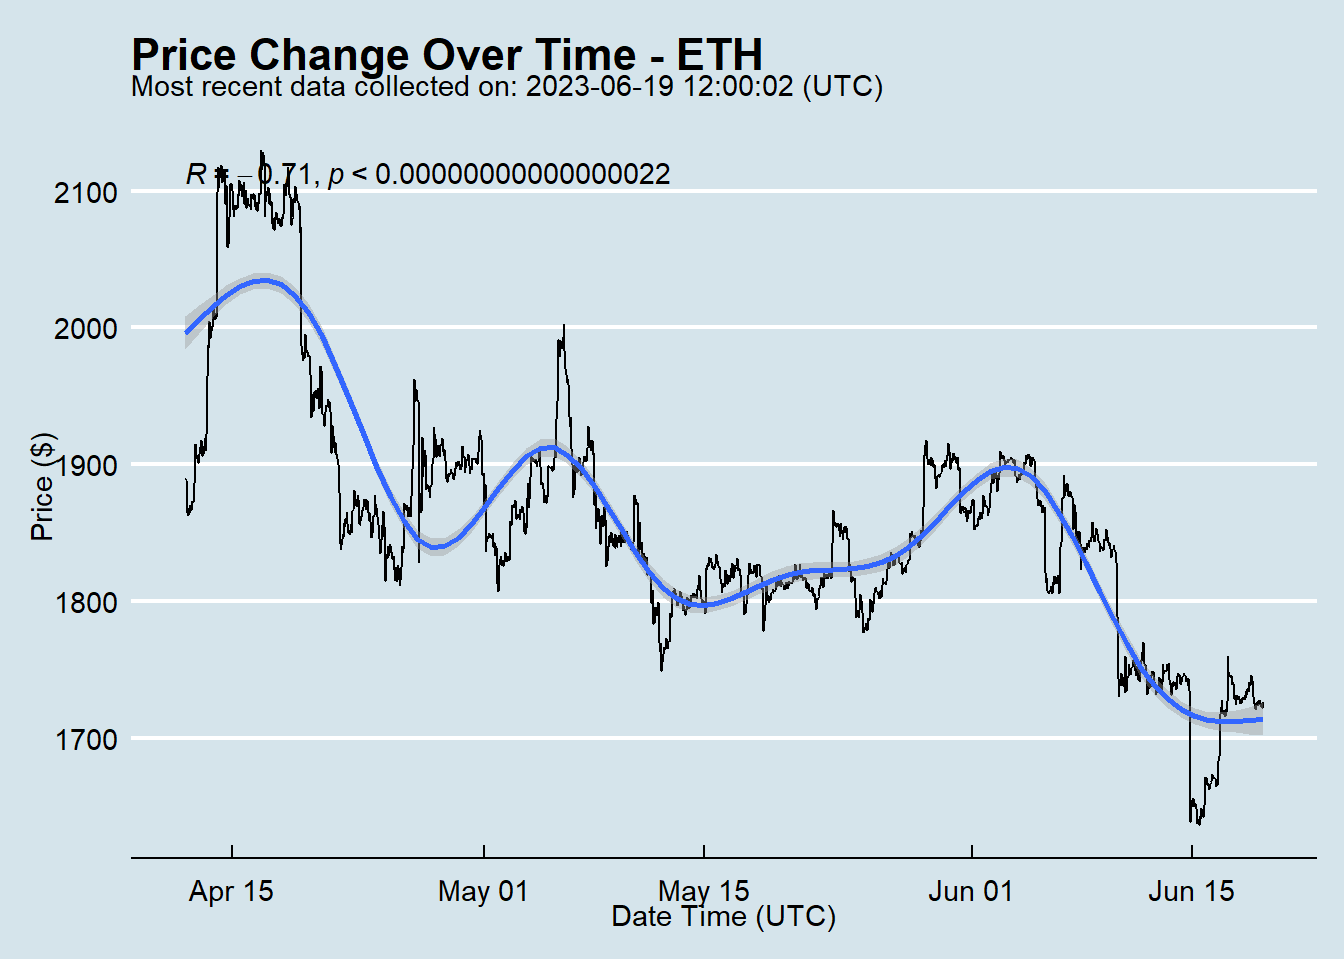 Price Change Over Time - ETH
Most recent data collected on: 2023-06-19 12:00:02 (UTC)
R = −0.71, p < 0.00000000000000022
2100
2000
1900
1800
1700
Price ($)
Apr 15
May 01
May 15
Jun 01
Jun 15
Date Time (UTC)